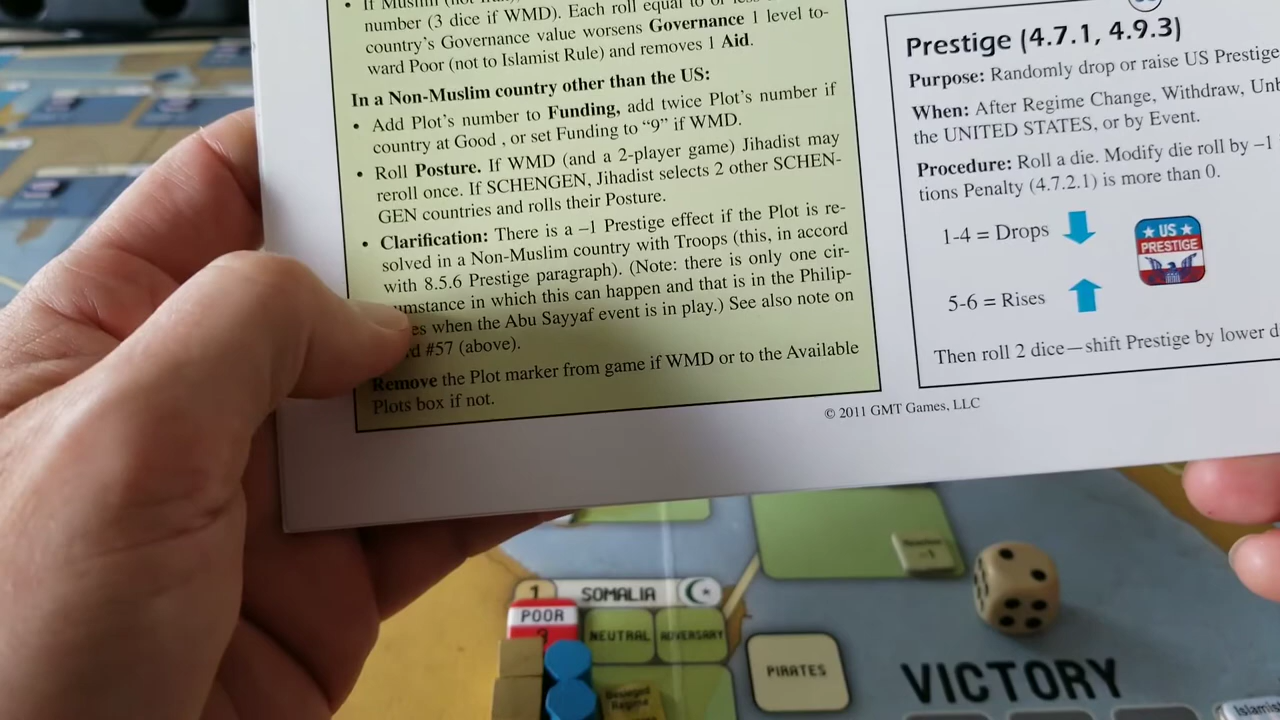 • If Muslim
number (3 dice if WMD). Each roll equal to or less
country's Governance value worsens Governance 1 level to-
ward Poor (not to Islamist Rule) and removes 1 Aid.
In a Non-Muslim country other than the US:
• Add Plot's number to Funding, add twice Plot's number if
country at Good , or set Funding to “9” if WMD.
• Roll Posture. If WMD (and a 2-player game) Jihadist may
reroll once. If SCHENGEN, Jihadist selects 2 other SCHEN-
GEN countries and rolls their Posture.
• Clarification: There is a –1 Prestige effect if the Plot is re-
solved in a Non-Muslim country with Troops (this, in accord
with 8.5.6 Prestige paragraph). (Note: there is only one cir-
umstance in which this can happen and that is in the Philip-
es when the Abu Sayyaf event is in play.) See also note on
rd #57 (above).
Remove the Plot marker from game if WMD or to the Available
Plots box if not.
Prestige (4.7.1, 4.9.3)
Purpose: Randomly drop or raise US Prestige
When: After Regime Change, Withdraw, Unb
the UNITED STATES, or by Event.
Procedure: Roll a die. Modify die roll by –1
tions Penalty (4.7.2.1) is more than 0.
1-4 = Drops
5-6 = Rises
★ US ★
PRESTIGE
Then roll 2 dice—shift Prestige by lower d
© 2011 GMT Games, LLC
1 SOMALIA
POOR
NEUTRAL ADVERSARY
Besieged
Regime
PIRATES
VICTORY